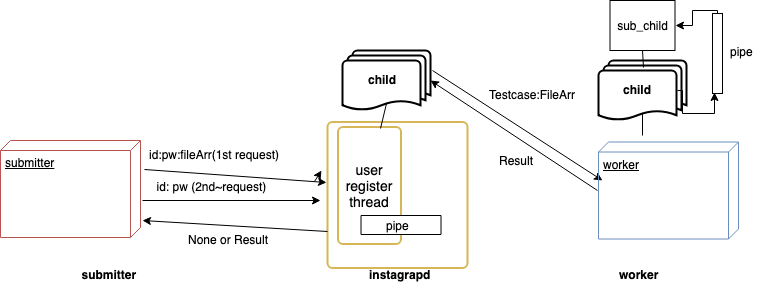 sub_child
pipe
child
child
Testcase:FileArr
submitter
id:pw:fileArr(1st request)
Result
worker
user
register
thread
id: pw (2nd~request)
pipe
None or Result
submitter
instagrapd
worker